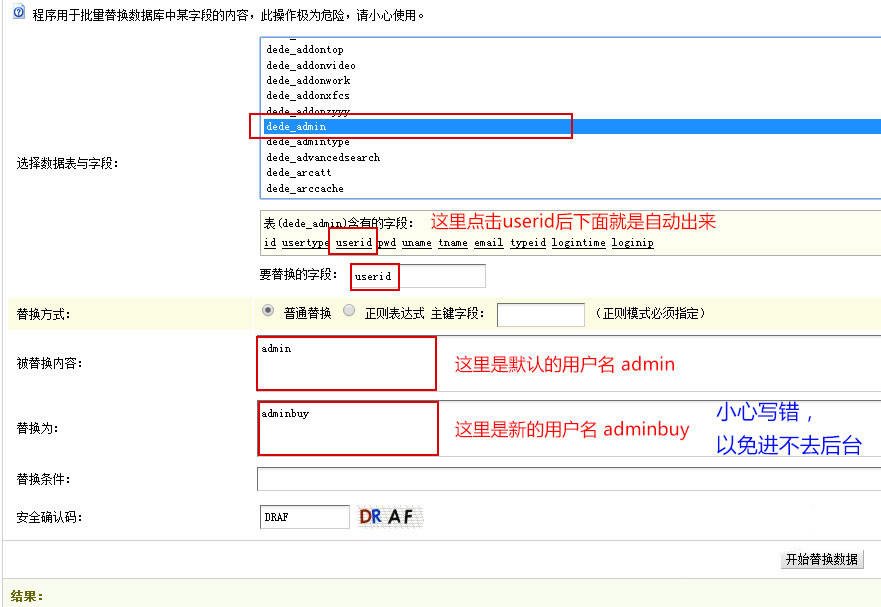 程序用于批量替换数据库中某字段的内容，此操作极为危险，请小心使用。
dede_addontop
dede_addonvideo
dede_addonwork
dede_addonxfcs
dede_addonzyyy
dede_admin
dede_admintype
dede_advancedsearch
dede_arcatt
dede_arccache
选择数据表与字段：
表(dede_admin)含有的字段： 这里点击userid后下面就是自动出来
id usertype userid pwd uname tname email typeid logintime loginip
要替换的字段： userid
替换方式： 普通替换 正则表达式 主键字段： （正则模式必须指定）
被替换内容： admin 这里是默认的用户名 admin
替换为： adminbuy 这里是新的用户名 adminbuy
小心写错，
以免进不去后台
替换条件：
安全确认码： DRAF DRAF
开始替换数据
结果：